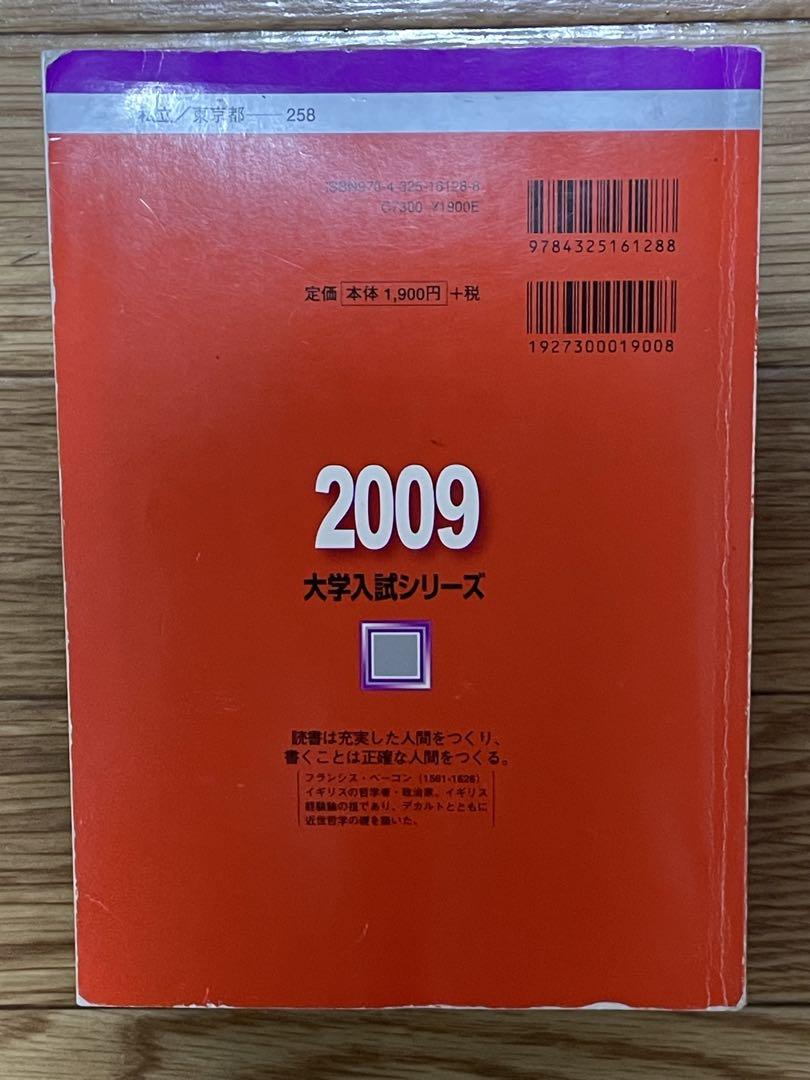 私立／東京都——258
ISBN978-4-325-16128-8
C7300 ¥1900E
9784325161288
定価 本体 1,900円 +税
1927300019008
2009
大学入試シリーズ
読書は充実した人間をつくり、
書くことは正確な人間をつくる。
フランシス・ベーコン（1561-1626）
イギリスの哲学者・政治家。イギリス
経験論の祖であり、デカルトとともに
近世哲学の礎を築いた。